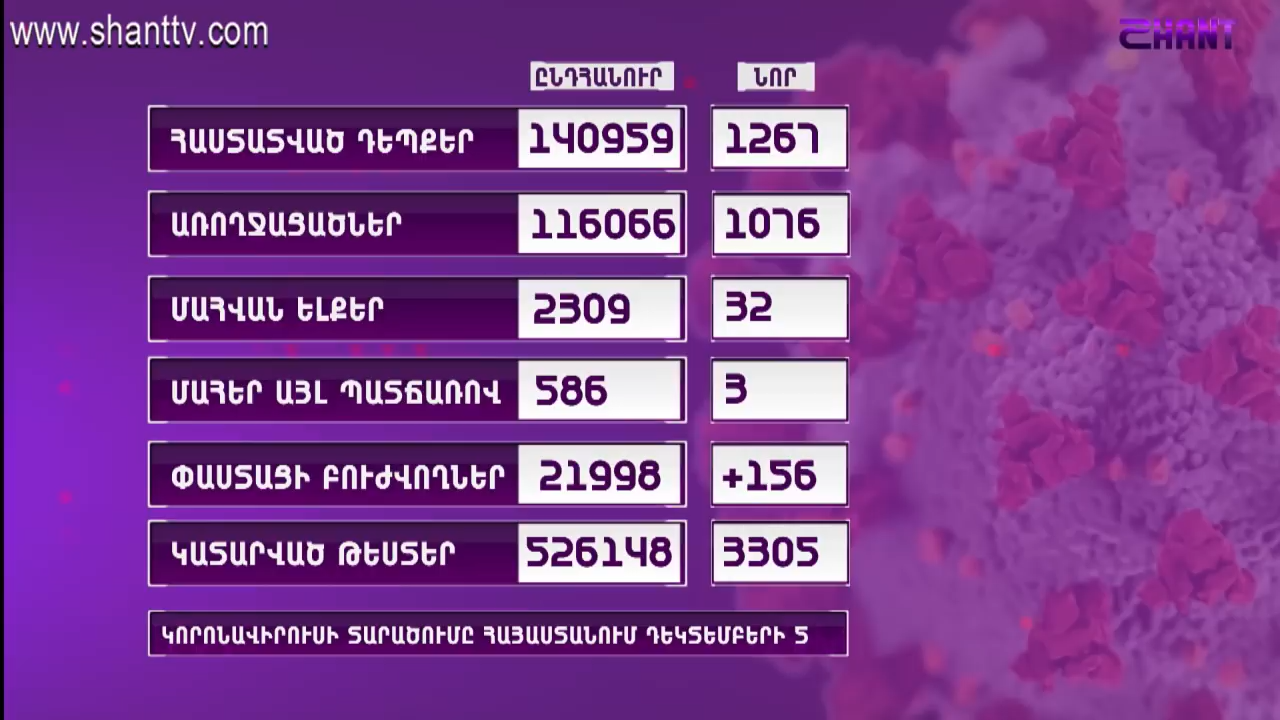 www.shanttv.com
SHANT
ԸՆԴՀԱՆՈՒՐ ՆՈՐ
ՀԱՍՏԱՏՎԱԾ ԴԵՊՔԵՐ 140959 1267
ԱՌՈՂՋԱՑԱԾՆԵՐ 116066 1076
ՄԱՀՎԱՆ ԵԼՔԵՐ 2309 32
ՄԱՀԵՐ ԱՅԼ ՊԱՏՃԱՌՈՎ 586 3
ՓԱՍՏԱՑԻ ԲՈՒԺՎՈՂՆԵՐ 21998 +156
ԿԱՏԱՐՎԱԾ ԹԵՍՏԵՐ 526148 3305
ԿՈՐՈՆԱՎԻՐՈՒՍԻ ՏԱՐԱԾՈՒՄԸ ՀԱՅԱՍՏԱՆՈՒՄ ԴԵԿՏԵՄԲԵՐԻ 5